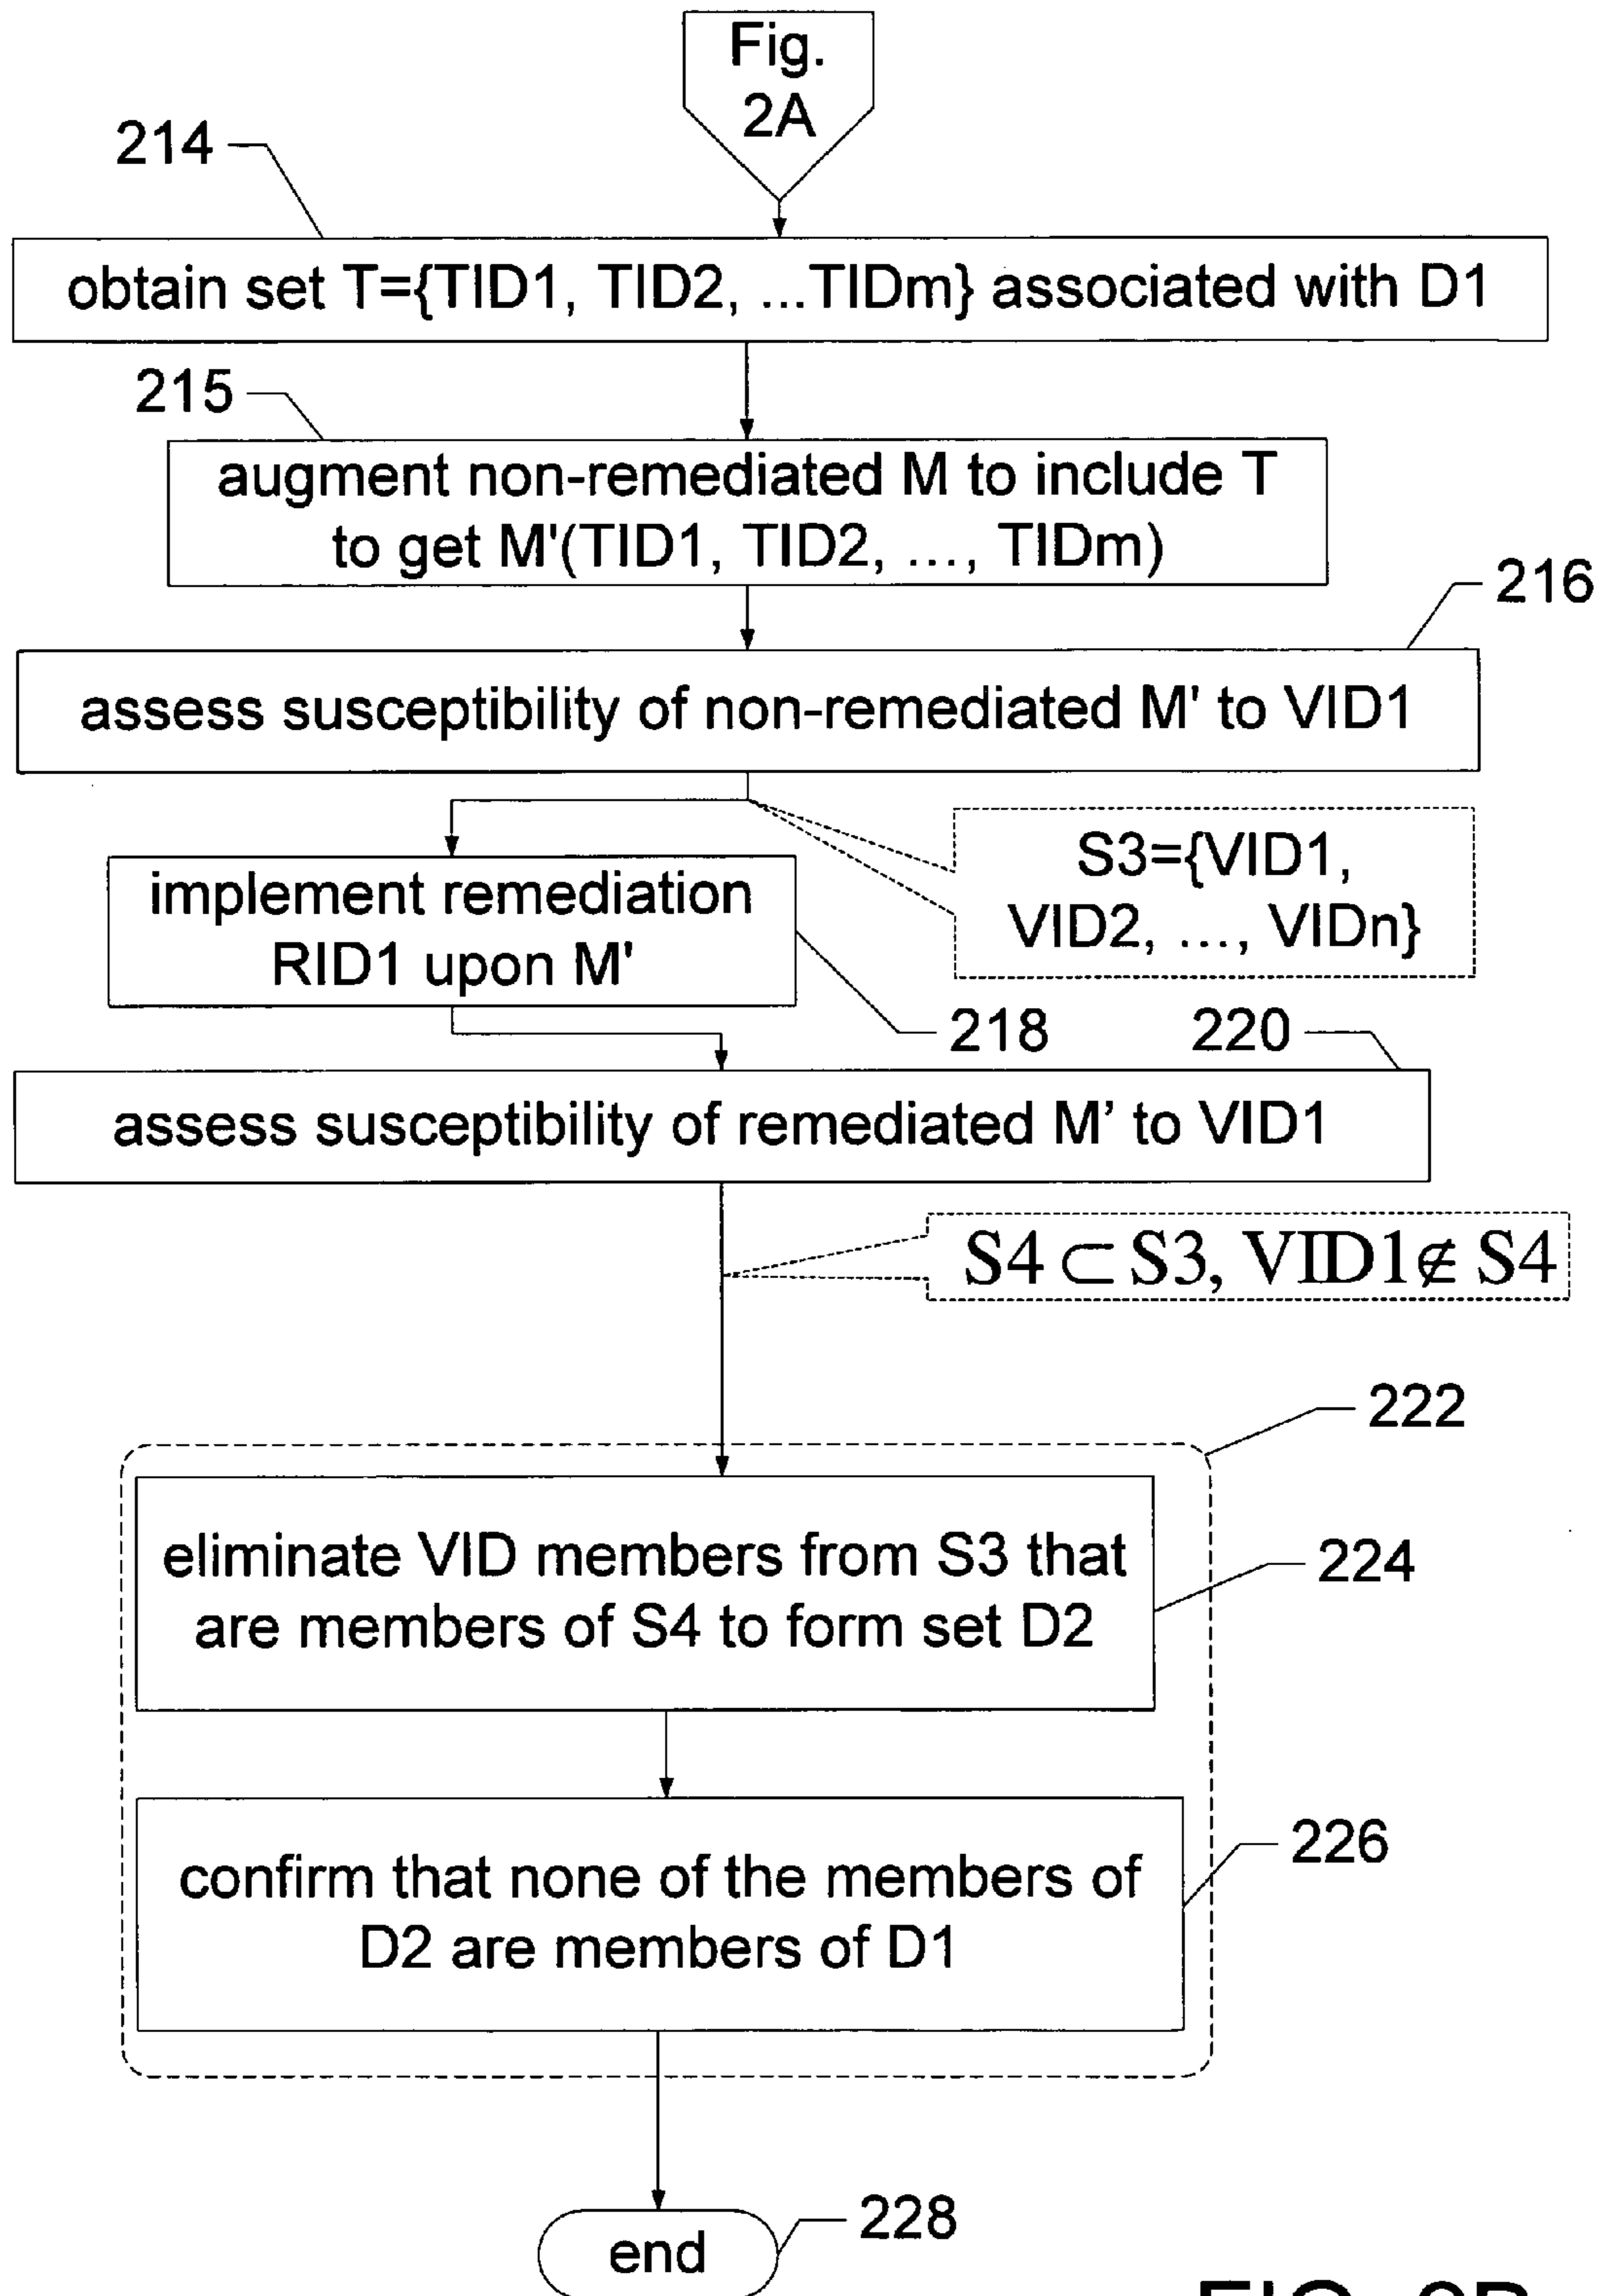 Fig.
2A
214
obtain set T={TID1, TID2, ...TIDm} associated with D1
215
augment non-remediated M to include T
to get M'(TID1, TID2, ..., TIDm)
216
assess susceptibility of non-remediated M' to VID1
S3={VID1,
VID2, ..., VIDn}
implement remediation
RID1 upon M'
218
220
assess susceptibility of remediated M’ to VID1
S4 ⊂ S3, VID1 ∉ S4
222
eliminate VID members from S3 that
are members of S4 to form set D2
224
confirm that none of the members of
D2 are members of D1
226
end
228